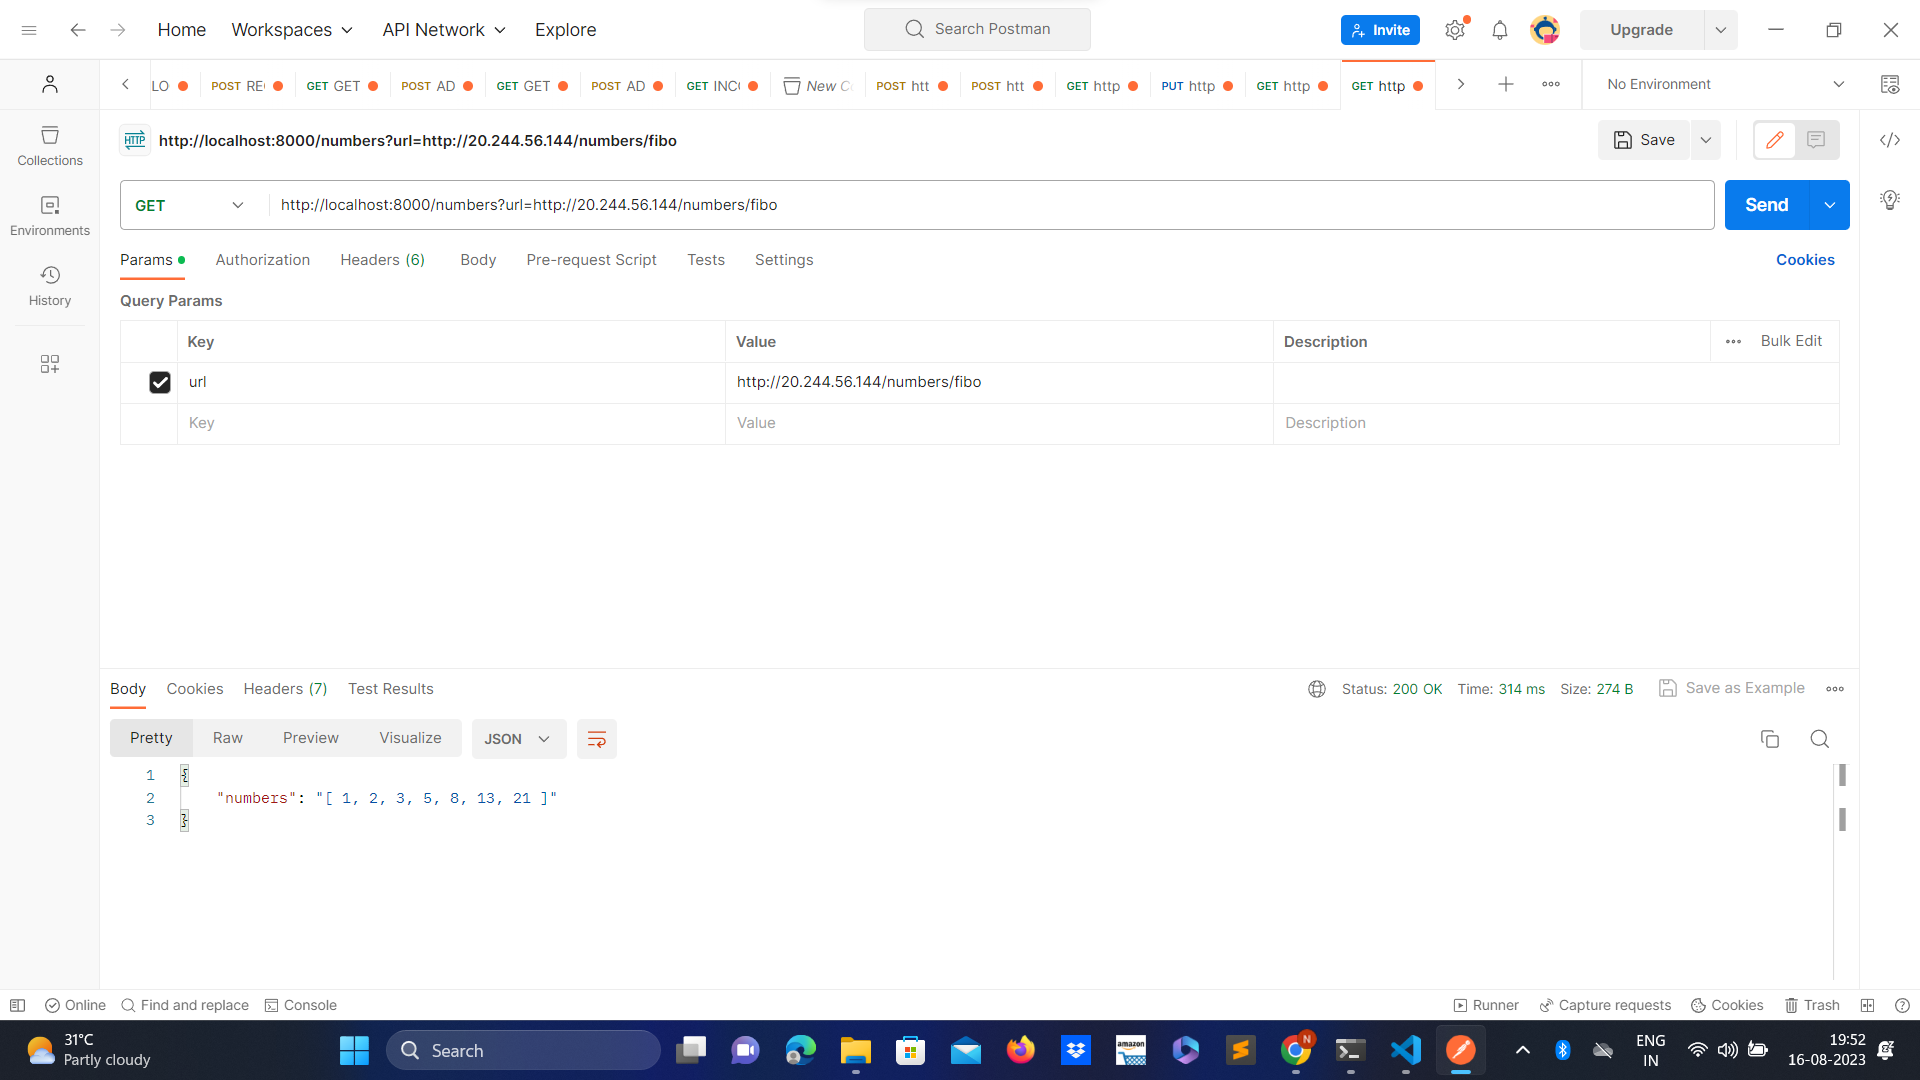 Home Workspaces API Network Explore Search Postman Invite Upgrade
LO POST RE GET GET POST AD GET GET POST AD GET INC New C POST htt POST htt GET http PUT http GET http GET http No Environment
HTTP http://localhost:8000/numbers?url=http://20.244.56.144/numbers/fibo Save
Collections
Environments
History
GET http://localhost:8000/numbers?url=http://20.244.56.144/numbers/fibo Send
Params Authorization Headers (6) Body Pre-request Script Tests Settings Cookies
Query Params
Key Value Description Bulk Edit
url http://20.244.56.144/numbers/fibo
Key Value Description
Body Cookies Headers (7) Test Results Status: 200 OK Time: 314 ms Size: 274 B Save as Example
Pretty Raw Preview Visualize JSON
1 {
2 "numbers": "[ 1, 2, 3, 5, 8, 13, 21 ]"
3 }
Online Find and replace Console Runner Capture requests Cookies Trash
31°C
Partly cloudy
Search
amazon
N
ENG
IN
19:52
16-08-2023